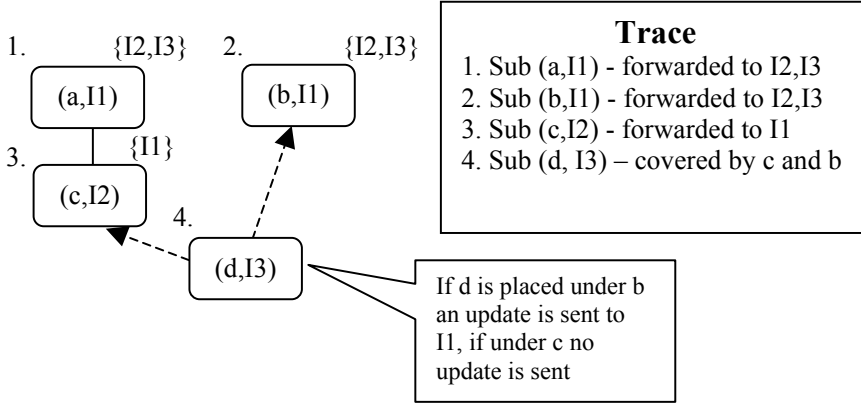 1.
{I2,I3}
2.
{I2,I3}
(a,I1)
(b,I1)
3.
{I1}
(c,I2)
4.
(d,I3)
Trace
1. Sub (a,I1) - forwarded to I2,I3
2. Sub (b,I1) - forwarded to I2,I3
3. Sub (c,I2) - forwarded to I1
4. Sub (d, I3) – covered by c and b
If d is placed under b
an update is sent to
I1, if under c no
update is sent